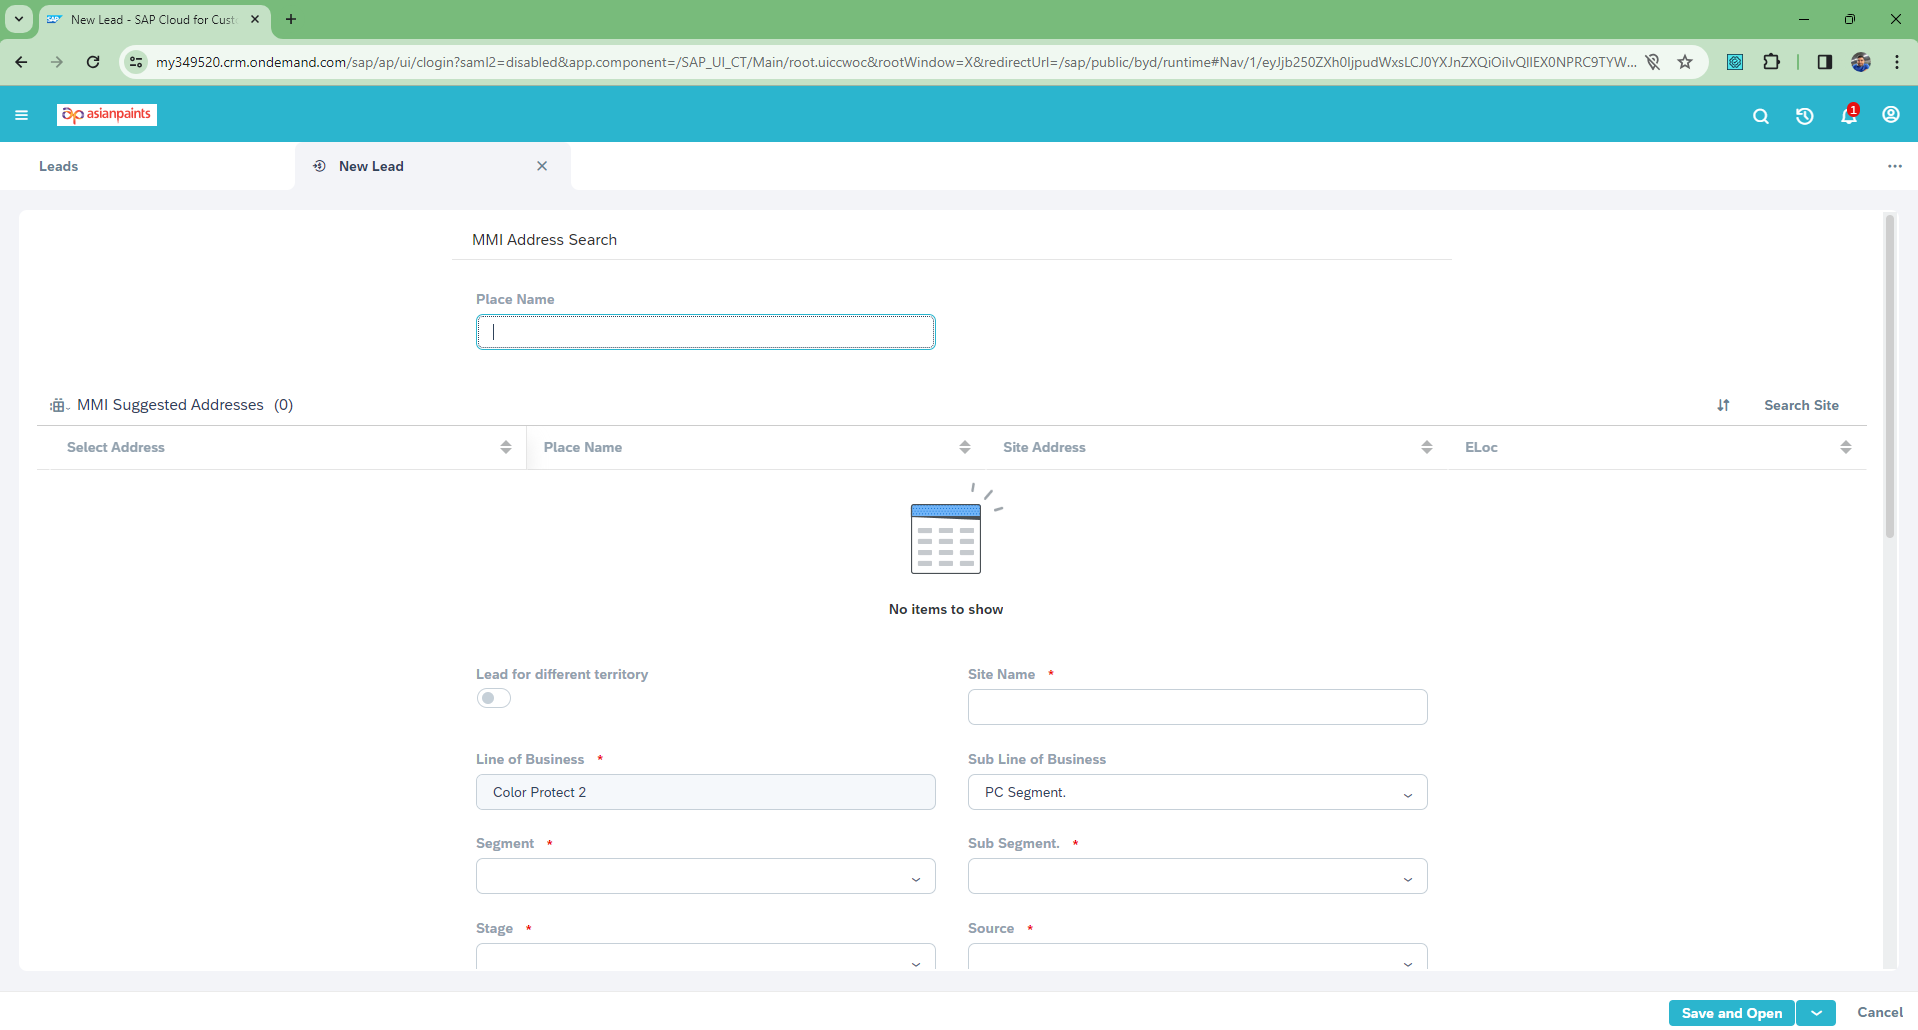 New Lead - SAP Cloud for Cust
my349520.crm.ondemand.com/sap/ap/ui/clogin?saml2=disabled&app.component=/SAP_UI_CT/Main/root.uiccwoc&rootWindow=X&redirectUrl=/sap/public/byd/runtime#Nav/1/eyJjb250ZXh0IjpudWxsLCJ0YXJnZXQiOiIvQllEX0NPRC9TYW...
asianpaints
1
Leads
New Lead
MMI Address Search
Place Name
MMI Suggested Addresses (0)
Search Site
Select Address
Place Name
Site Address
ELoc
No items to show
Lead for different territory
Site Name *
Line of Business *
Sub Line of Business
Color Protect 2
PC Segment.
Segment *
Sub Segment. *
Stage *
Source *
Save and Open
Cancel